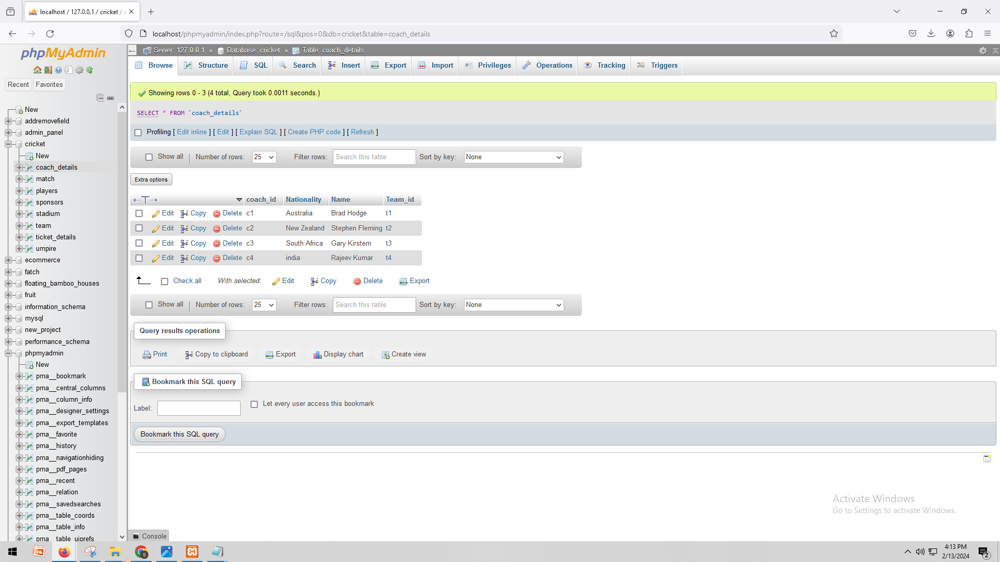 localhost / 127.0.0.1 / cricket / c
localhost/phpmyadmin/index.php?route=/sql&pos=0&db=cricket&table=coach_details
phpMyAdmin
Recent Favorites
New
addremovefield
admin_panel
cricket
New
coach_details
match
players
sponsors
stadium
team
ticket_details
umpire
ecommerce
fatch
floating_bamboo_houses
fruit
information_schema
mysql
new_project
performance_schema
phpmyadmin
New
pma__bookmark
pma__central_columns
pma__column_info
pma__designer_settings
pma__export_templates
pma__favorite
pma__history
pma__navigationhiding
pma__pdf_pages
pma__recent
pma__relation
pma__savedsearches
pma__table_coords
pma__table_info
pma__table_uiprefs
Server: 127.0.0.1 » Database: cricket » Table: coach_details
Browse Structure SQL Search Insert Export Import Privileges Operations Tracking Triggers
Showing rows 0 - 3 (4 total, Query took 0.0011 seconds.)
SELECT * FROM `coach_details`
Profiling [ Edit inline ] [ Edit ] [ Explain SQL ] [ Create PHP code ] [ Refresh ]
Show all Number of rows: 25 Filter rows: Search this table Sort by key: None
Extra options
←T→ coach_id Nationality Name Team_id
Edit Copy Delete c1 Australia Brad Hodge t1
Edit Copy Delete c2 New Zealand Stephen Fleming t2
Edit Copy Delete c3 South Africa Gary Kirstern t3
Edit Copy Delete c4 india Rajeev Kumar t4
Check all With selected: Edit Copy Delete Export
Show all Number of rows: 25 Filter rows: Search this table Sort by key: None
Query results operations
Print Copy to clipboard Export Display chart Create view
Bookmark this SQL query
Label: Let every user access this bookmark
Bookmark this SQL query
Activate Windows
Go to Settings to activate Windows.
Console
4:13 PM
2/13/2024
2